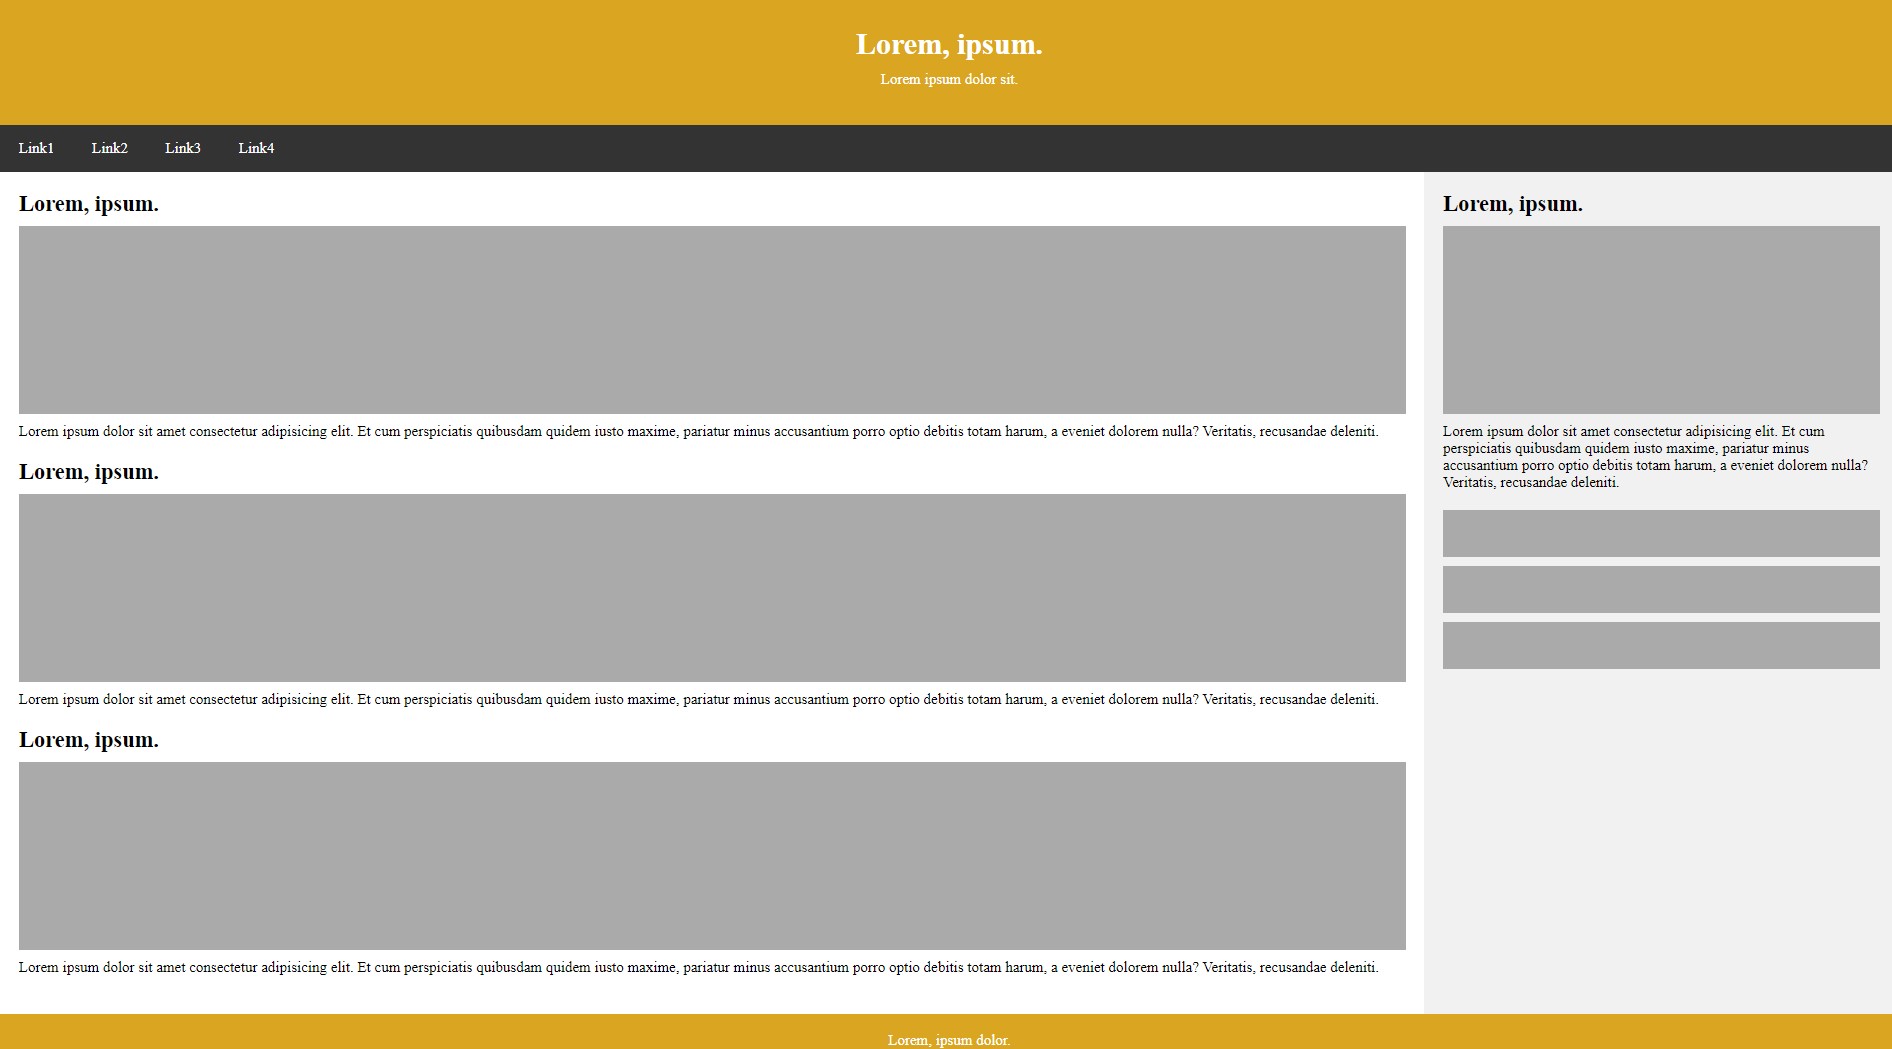 Lorem, ipsum.
Lorem ipsum dolor sit.
Link1 Link2 Link3 Link4
Lorem, ipsum.
Lorem ipsum dolor sit amet consectetur adipisicing elit. Et cum perspiciatis quibusdam quidem iusto maxime, pariatur minus accusantium porro optio debitis totam harum, a eveniet dolorem nulla? Veritatis, recusandae deleniti.
Lorem, ipsum.
Lorem ipsum dolor sit amet consectetur adipisicing elit. Et cum perspiciatis quibusdam quidem iusto maxime, pariatur minus accusantium porro optio debitis totam harum, a eveniet dolorem nulla? Veritatis, recusandae deleniti.
Lorem, ipsum.
Lorem ipsum dolor sit amet consectetur adipisicing elit. Et cum perspiciatis quibusdam quidem iusto maxime, pariatur minus accusantium porro optio debitis totam harum, a eveniet dolorem nulla? Veritatis, recusandae deleniti.
Lorem, ipsum.
Lorem ipsum dolor sit amet consectetur adipisicing elit. Et cum
perspiciatis quibusdam quidem iusto maxime, pariatur minus
accusantium porro optio debitis totam harum, a eveniet dolorem nulla?
Veritatis, recusandae deleniti.
Lorem, ipsum dolor.